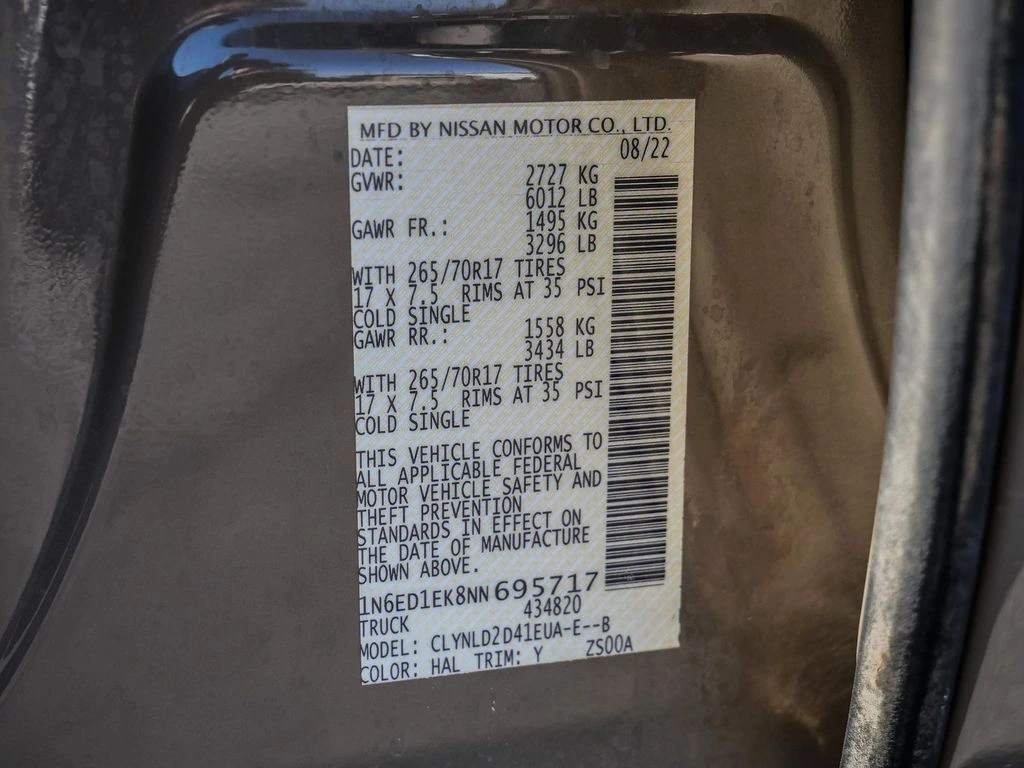 MFD BY NISSAN MOTOR CO., LTD.
DATE: 08/22
GVWR: 2727 KG
6012 LB
GAWR FR.: 1495 KG
3296 LB
WITH 265/70R17 TIRES
17 X 7.5 RIMS AT 35 PSI
COLD SINGLE
GAWR RR.: 1558 KG
3434 LB
WITH 265/70R17 TIRES
17 X 7.5 RIMS AT 35 PSI
COLD SINGLE
THIS VEHICLE CONFORMS TO
ALL APPLICABLE FEDERAL
MOTOR VEHICLE SAFETY AND
THEFT PREVENTION
STANDARDS IN EFFECT ON
THE DATE OF MANUFACTURE
SHOWN ABOVE.
1N6ED1EK8NN695717
TRUCK 434820
MODEL: CLYNLD2D41EUA-E--B
COLOR: HAL TRIM: Y ZS00A